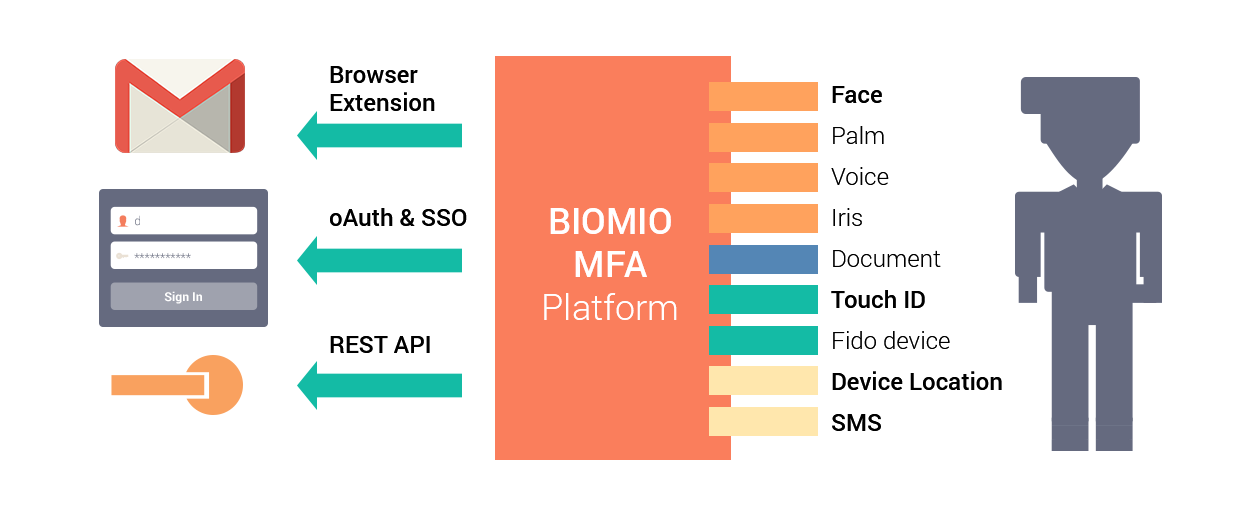 Browser
Extension
d
***********
Sign In
oAuth & SSO
REST API
BIOMIO
MFA
Platform
Face
Palm
Voice
Iris
Document
Touch ID
Fido device
Device Location
SMS